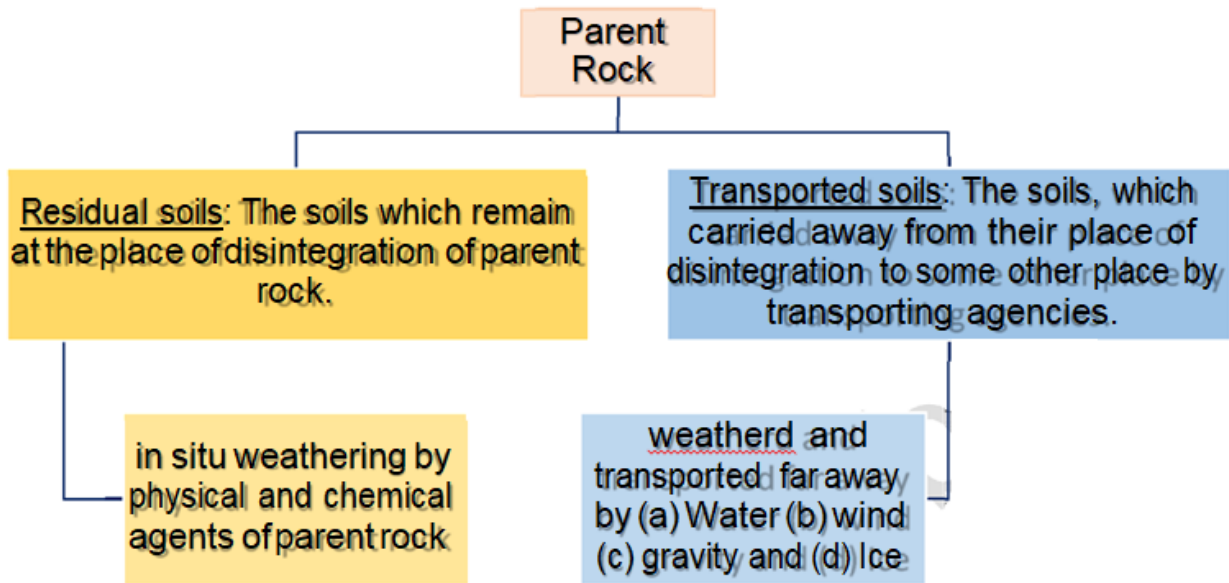 Parent
Rock
Residual soils: The soils which remain
at the place of disintegration of parent
rock.
Transported soils: The soils, which
carried away from their place of
disintegration to some other place by
transporting agencies.
in situ weathering by
physical and chemical
agents of parent rock
weatherd and
transported far away
by (a) Water (b) wind
(c) gravity and (d) Ice